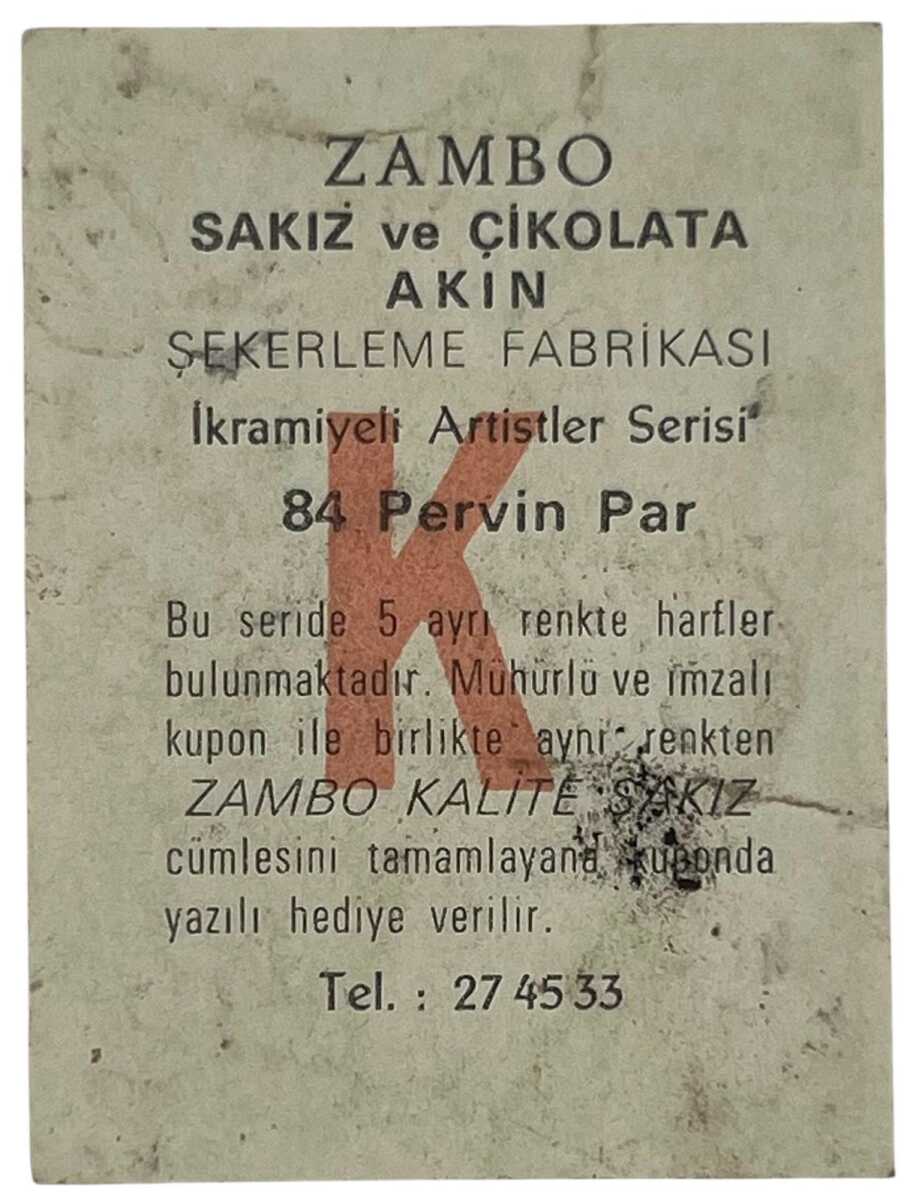 ZAMBO
SAKIZ ve ÇİKOLATA
AKIN
ŞEKERLEME FABRİKASI
İkramiyeli Artistler Serisi
84 Pervin Par
K
Bu seride 5 ayrı renkte harfler
bulunmaktadır. Mühürlü ve imzalı
kupon ile birlikte ayni renkten
ZAMBO KALİTE SAKIZ
cümlesini tamamlayana kuponda
yazılı hediye verilir.
Tel. : 27 45 33